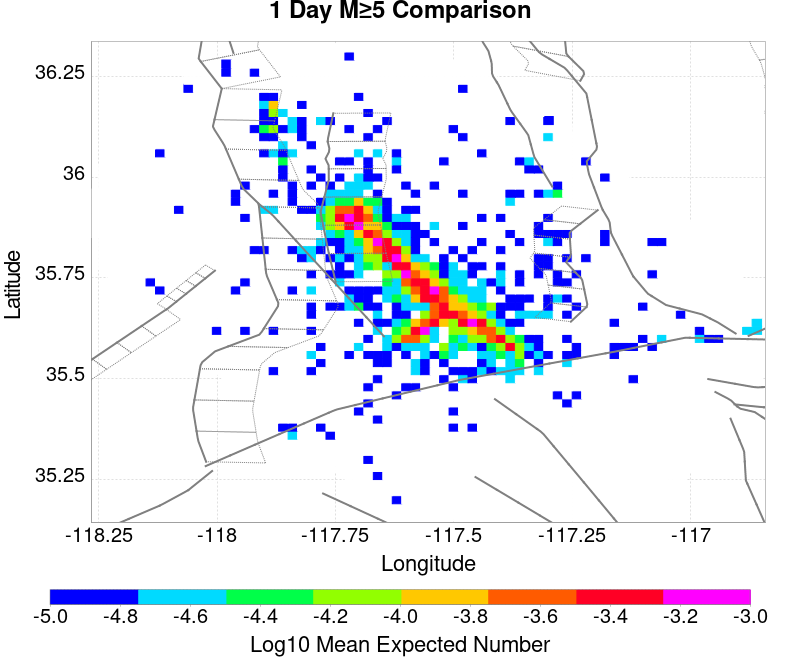 1 Day M≥5 Comparison
36.25
36
35.75
35.5
35.25
Latitude
-118.25 -118 -117.75 -117.5 -117.25 -117
Longitude
-5.0 -4.8 -4.6 -4.4 -4.2 -4.0 -3.8 -3.6 -3.4 -3.2 -3.0
Log10 Mean Expected Number